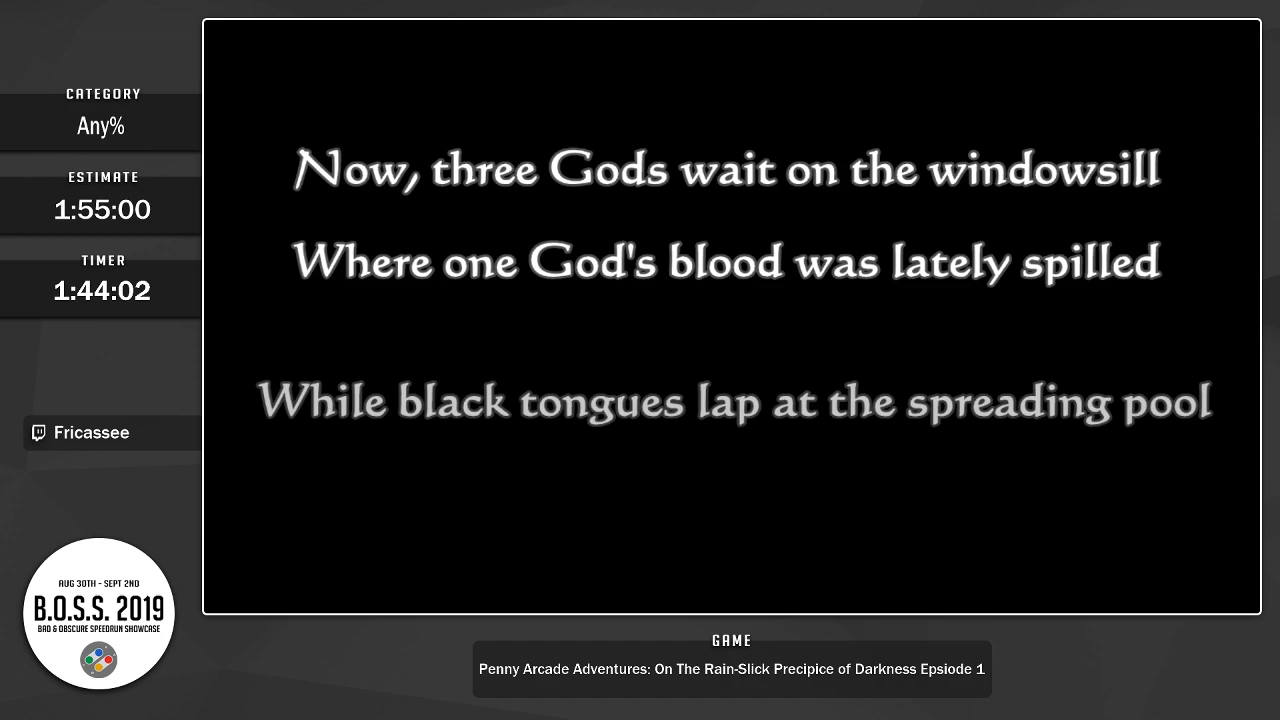 CATEGORY
Any%
ESTIMATE
1:55:00
TIMER
1:44:02
Fricassee
AUG 30TH - SEPT 2ND
B.O.S.S. 2019
BAD & OBSCURE SPEEDRUN SHOWCASE
Now, three Gods wait on the windowsill
Where one God's blood was lately spilled
While black tongues lap at the spreading pool
GAME
Penny Arcade Adventures: On The Rain-Slick Precipice of Darkness Epsiode 1